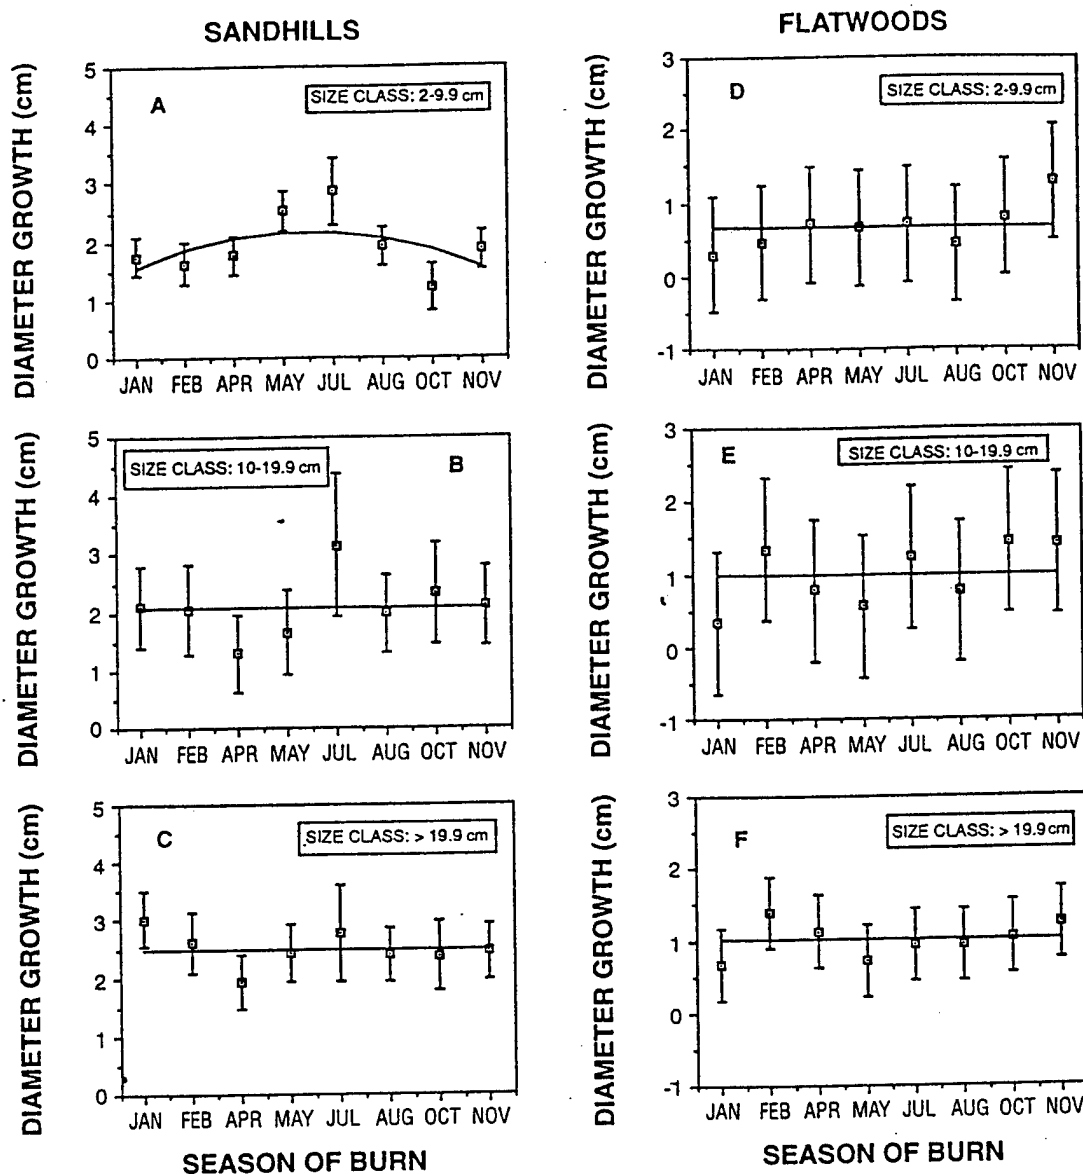 SANDHILLS
DIAMETER GROWTH (cm)
5
4
3
2
1
0
A
SIZE CLASS: 2-9.9 cm
JAN FEB APR MAY JUL AUG OCT NOV
DIAMETER GROWTH (cm)
5
4
3
2
1
0
SIZE CLASS: 10-19.9 cm
B
JAN FEB APR MAY JUL AUG OCT NOV
DIAMETER GROWTH (cm)
5
4
3
2
1
0
C
SIZE CLASS: > 19.9 cm
JAN FEB APR MAY JUL AUG OCT NOV
SEASON OF BURN
FLATWOODS
DIAMETER GROWTH (cm)
3
2
1
0
-1
D
SIZE CLASS: 2-9.9 cm
JAN FEB APR MAY JUL AUG OCT NOV
DIAMETER GROWTH (cm)
3
2
1
0
-1
E
SIZE CLASS: 10-19.9 cm
JAN FEB APR MAY JUL AUG OCT NOV
DIAMETER GROWTH (cm)
3
2
1
0
-1
F
SIZE CLASS: > 19.9 cm
JAN FEB APR MAY JUL AUG OCT NOV
SEASON OF BURN